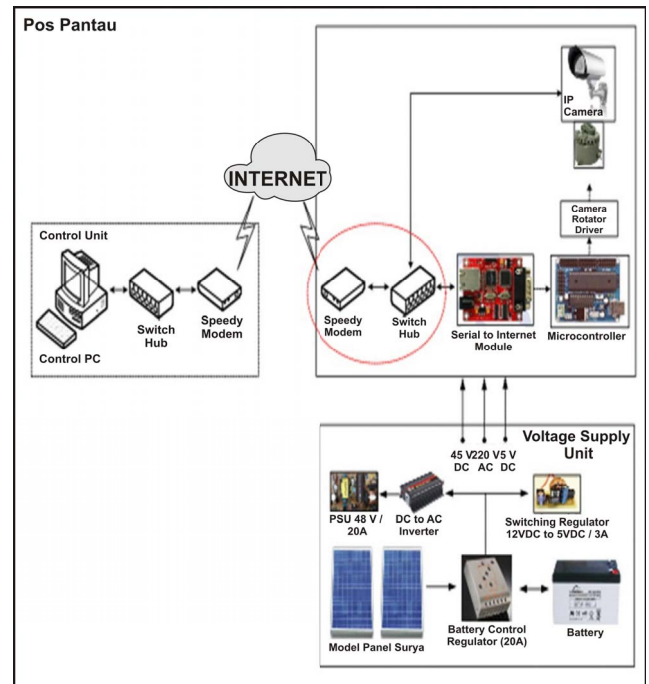 Pos Pantau
IP
Camera
INTERNET
Camera
Rotator
Driver
Control Unit
Control PC
Switch
Hub
Speedy
Modem
Speedy
Modem
Switch
Hub
Serial to Internet
Module
Microcontroller
Voltage Supply
Unit
45 V
DC
220 V
AC
5 V
DC
PSU 48 V /
20A
DC to AC
Inverter
Switching Regulator
12VDC to 5VDC / 3A
Model Panel Surya
Battery Control
Regulator (20A)
Battery